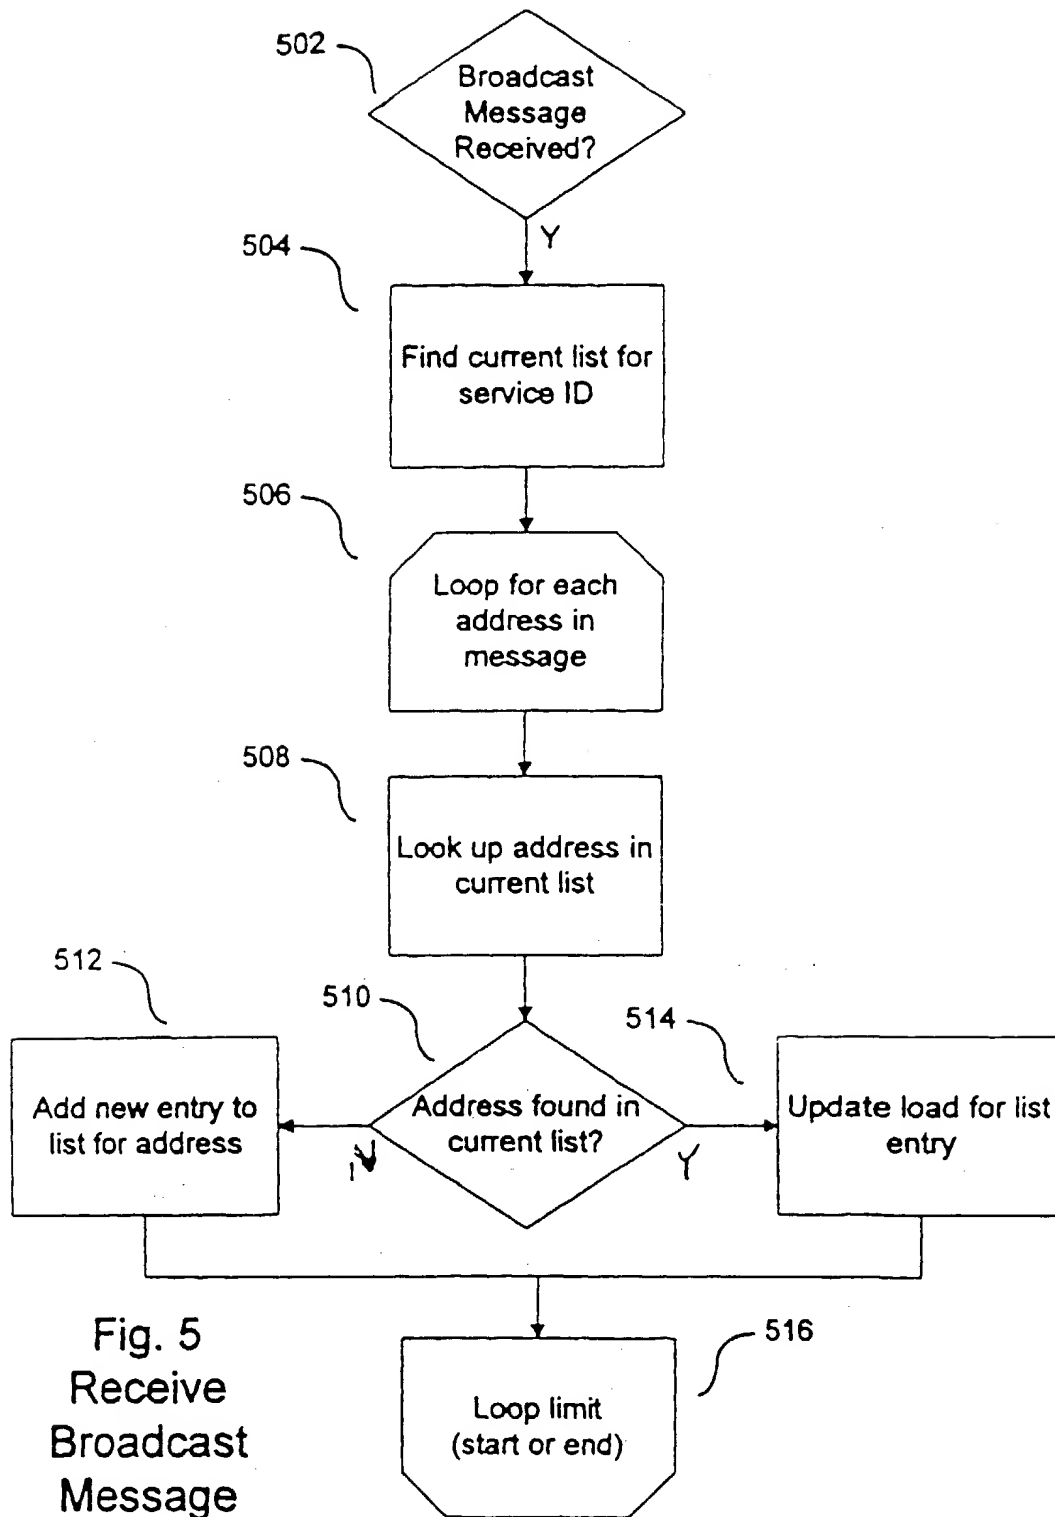 502
Broadcast
Message
Received?
Y
504
Find current list for
service ID
506
Loop for each
address in
message
508
Look up address in
current list
512
510
514
Add new entry to
list for address
Address found in
current list?
Update load for list
entry
N
Y
516
Loop limit
(start or end)
Fig. 5
Receive
Broadcast
Message